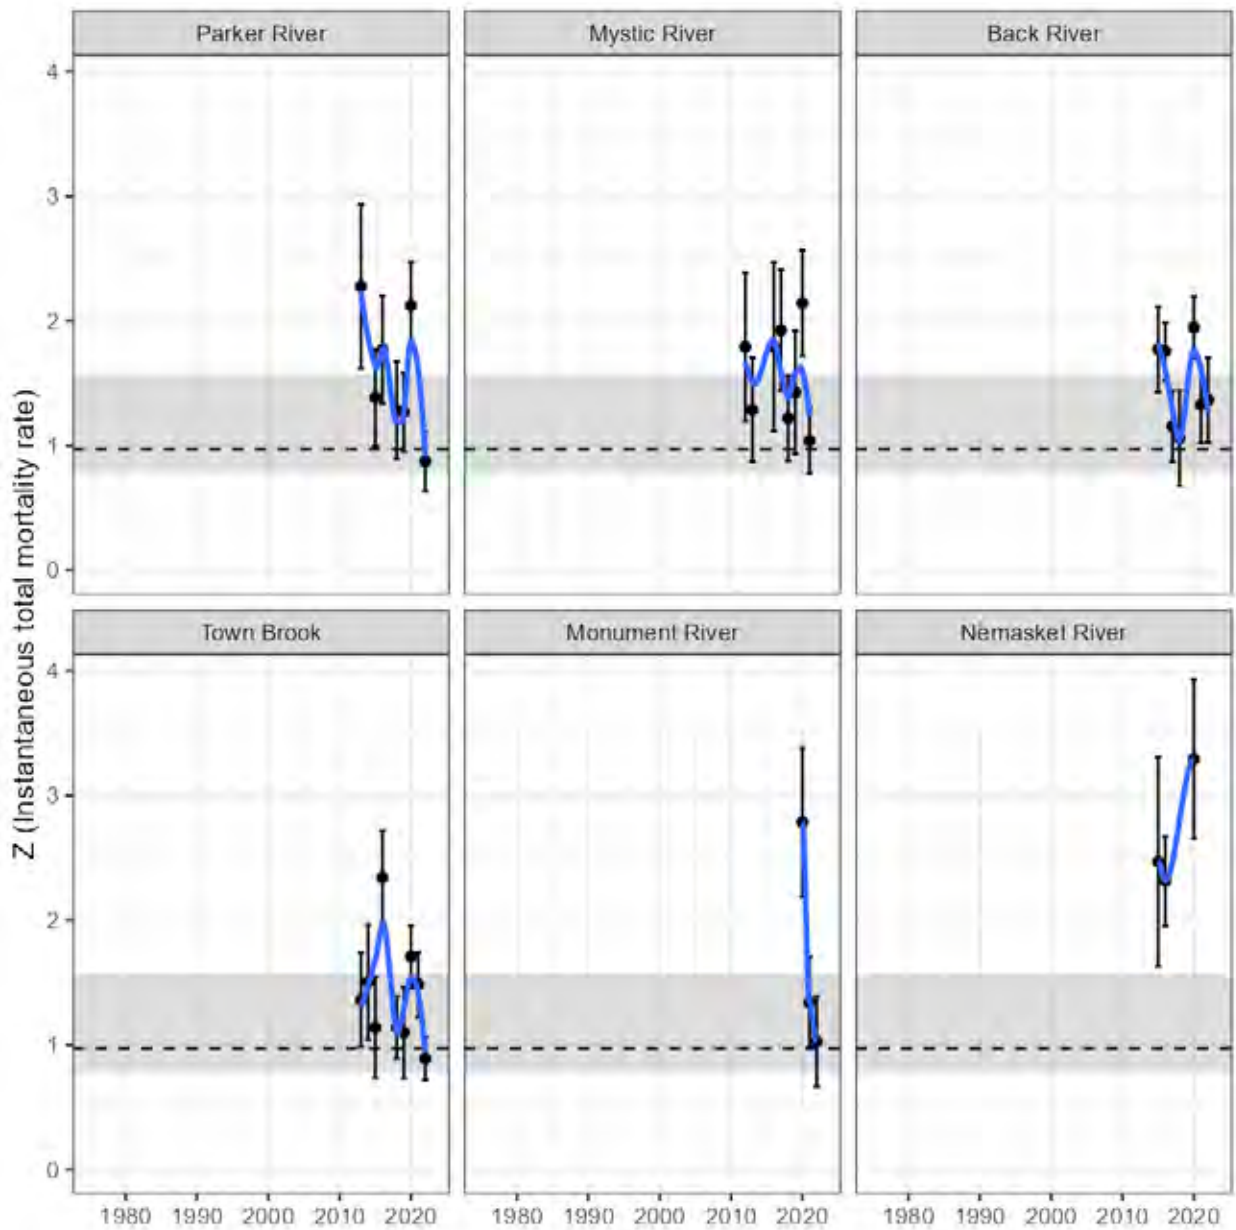 Parker River Mystic River Back River
4
3
2
1
0
Z (Instantaneous total mortality rate)
Town Brook Monument River Nemasket River
4
3
2
1
0
1980 1990 2000 2010 2020 1980 1990 2000 2010 2020 1980 1990 2000 2010 2020